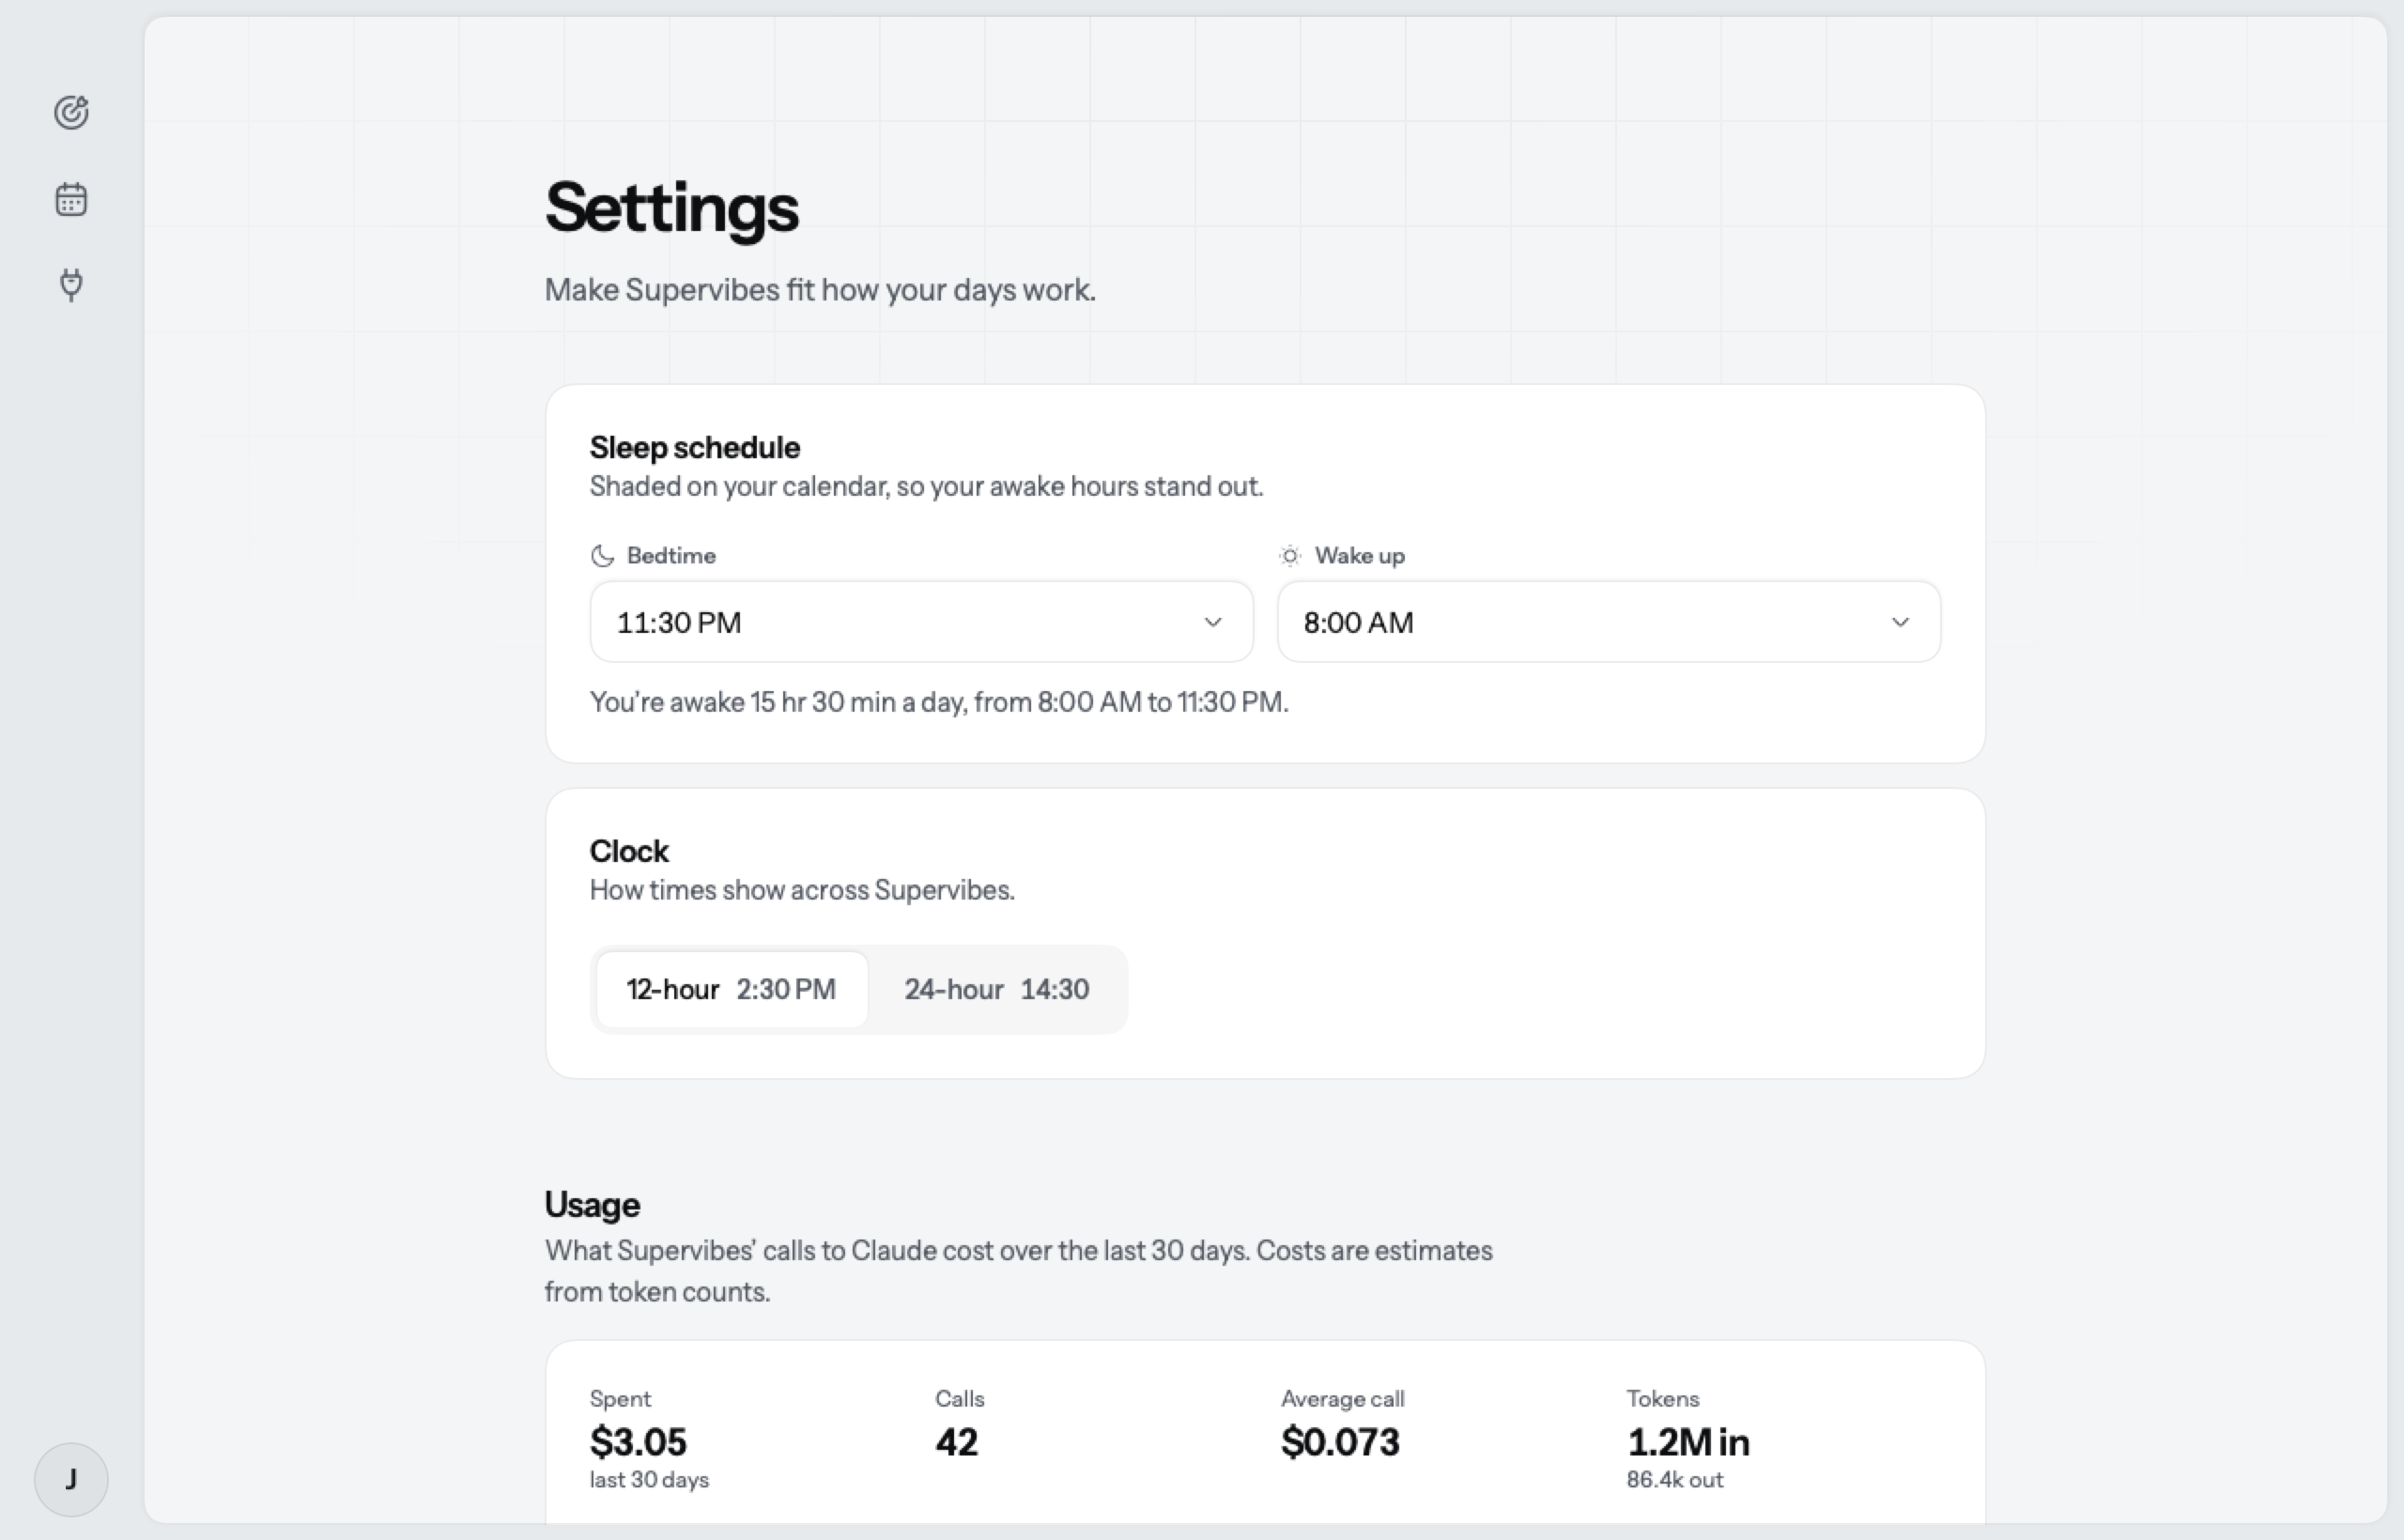 Settings
Make Supervibes fit how your days work.
Sleep schedule
Shaded on your calendar, so your awake hours stand out.
Bedtime
Wake up
11:30 PM
8:00 AM
You're awake 15 hr 30 min a day, from 8:00 AM to 11:30 PM.
Clock
How times show across Supervibes.
12-hour 2:30 PM
24-hour 14:30
Usage
What Supervibes’ calls to Claude cost over the last 30 days. Costs are estimates
from token counts.
Spent
$3.05
last 30 days
Calls
42
Average call
$0.073
Tokens
1.2M in
86.4k out
J